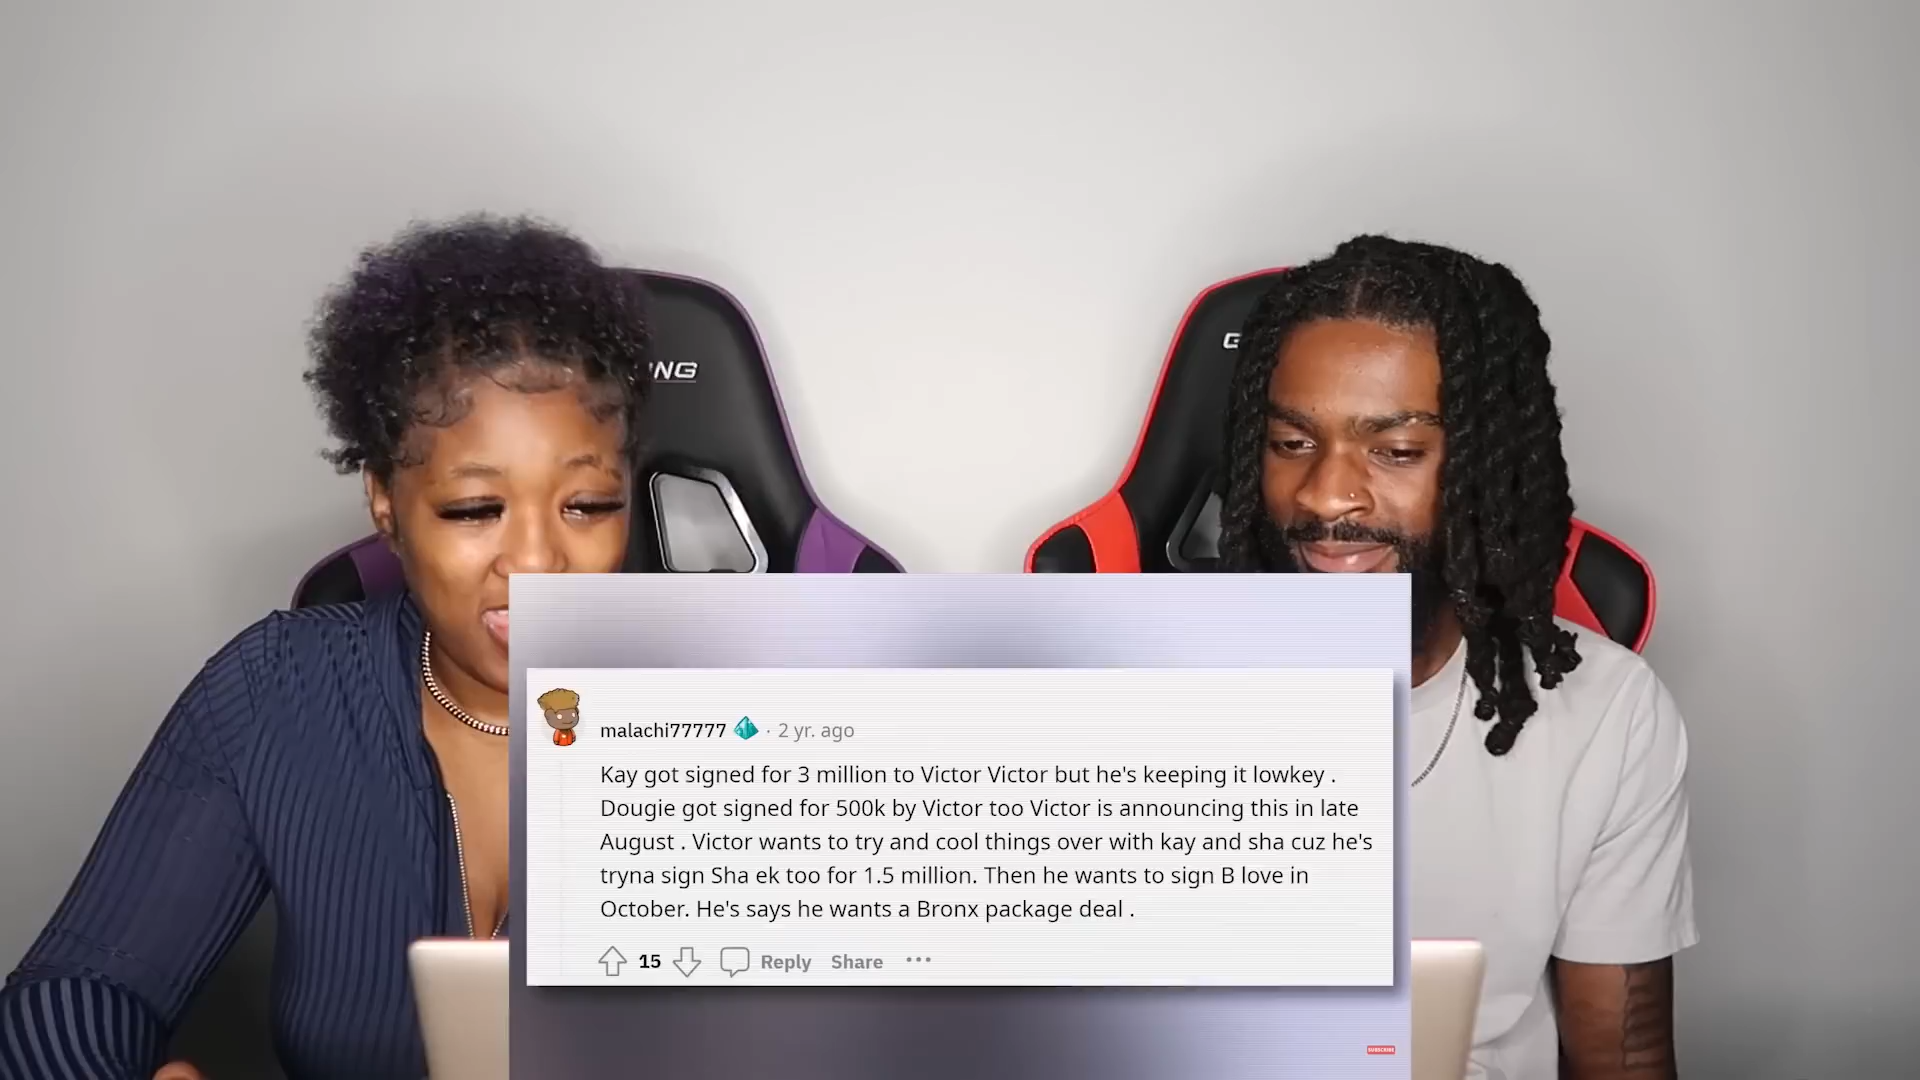 NG
G
malachi77777 · 2 yr. ago
Kay got signed for 3 million to Victor Victor but he's keeping it lowkey .
Dougie got signed for 500k by Victor too Victor is announcing this in late
August . Victor wants to try and cool things over with kay and sha cuz he's
tryna sign Sha ek too for 1.5 million. Then he wants to sign B love in
October. He's says he wants a Bronx package deal .
15 Reply Share ···
SUBSCRIBE